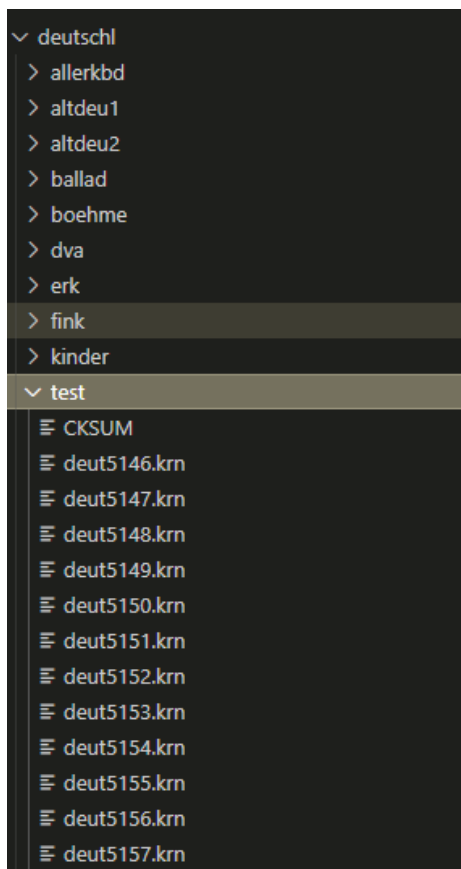 deutschl
allerkbd
altdeu1
altdeu2
ballad
boehme
dva
erk
fink
kinder
test
CKSUM
deut5146.krn
deut5147.krn
deut5148.krn
deut5149.krn
deut5150.krn
deut5151.krn
deut5152.krn
deut5153.krn
deut5154.krn
deut5155.krn
deut5156.krn
deut5157.krn